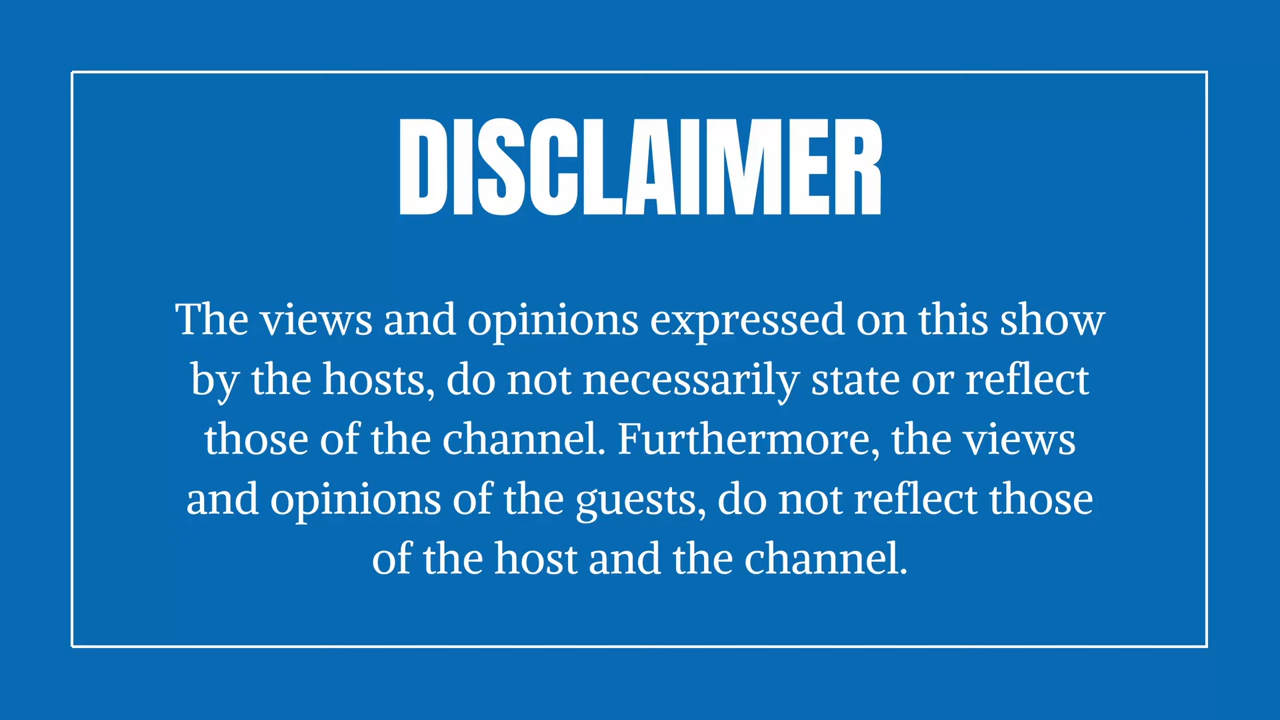 DISCLAIMER
The views and opinions expressed on this show
by the hosts, do not necessarily state or reflect
those of the channel. Furthermore, the views
and opinions of the guests, do not reflect those
of the host and the channel.